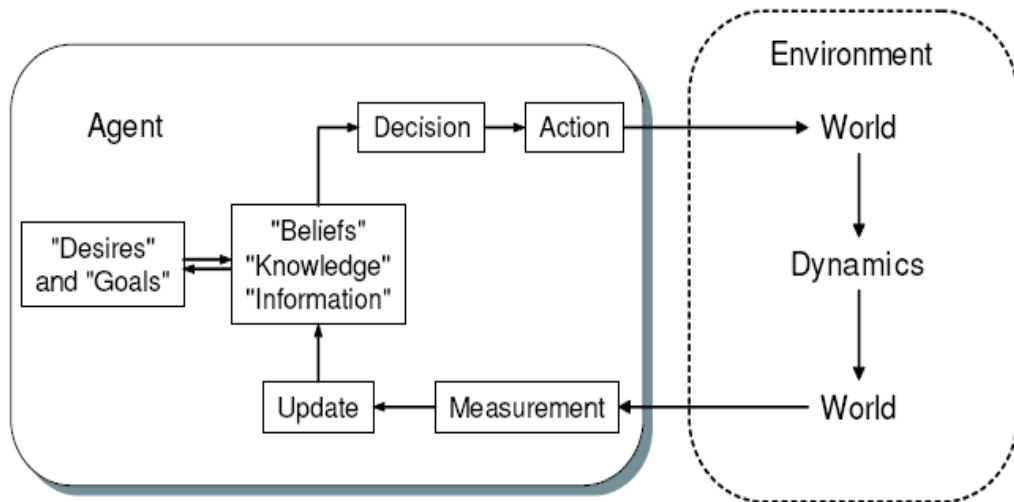 Environment
Agent
Decision
Action
World
"Desires"
and "Goals"
"Beliefs"
"Knowledge"
"Information"
Dynamics
Update
Measurement
World